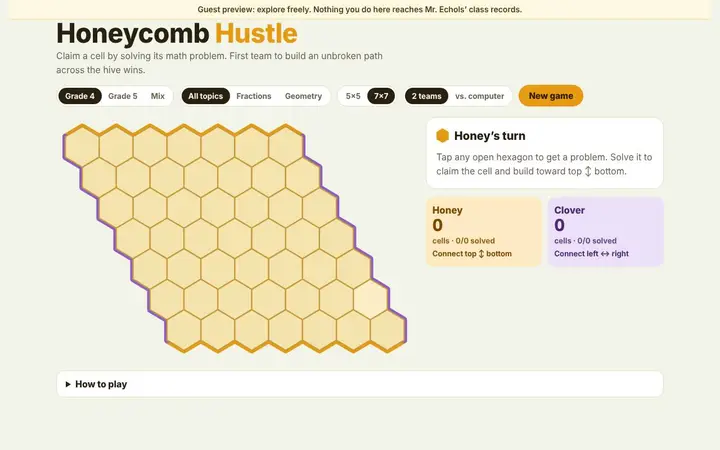 Guest preview: explore freely. Nothing you do here reaches Mr. Echols' class records.
Honeycomb Hustle
Claim a cell by solving its math problem. First team to build an unbroken path
across the hive wins.
Grade 4 Grade 5 Mix All topics Fractions Geometry 5×5 7×7 2 teams vs. computer New game
Honey's turn
Tap any open hexagon to get a problem. Solve it to
claim the cell and build toward top ↕ bottom.
Honey
0
cells · 0/0 solved
Connect top ↕ bottom
Clover
0
cells · 0/0 solved
Connect left ↔ right
▶ How to play